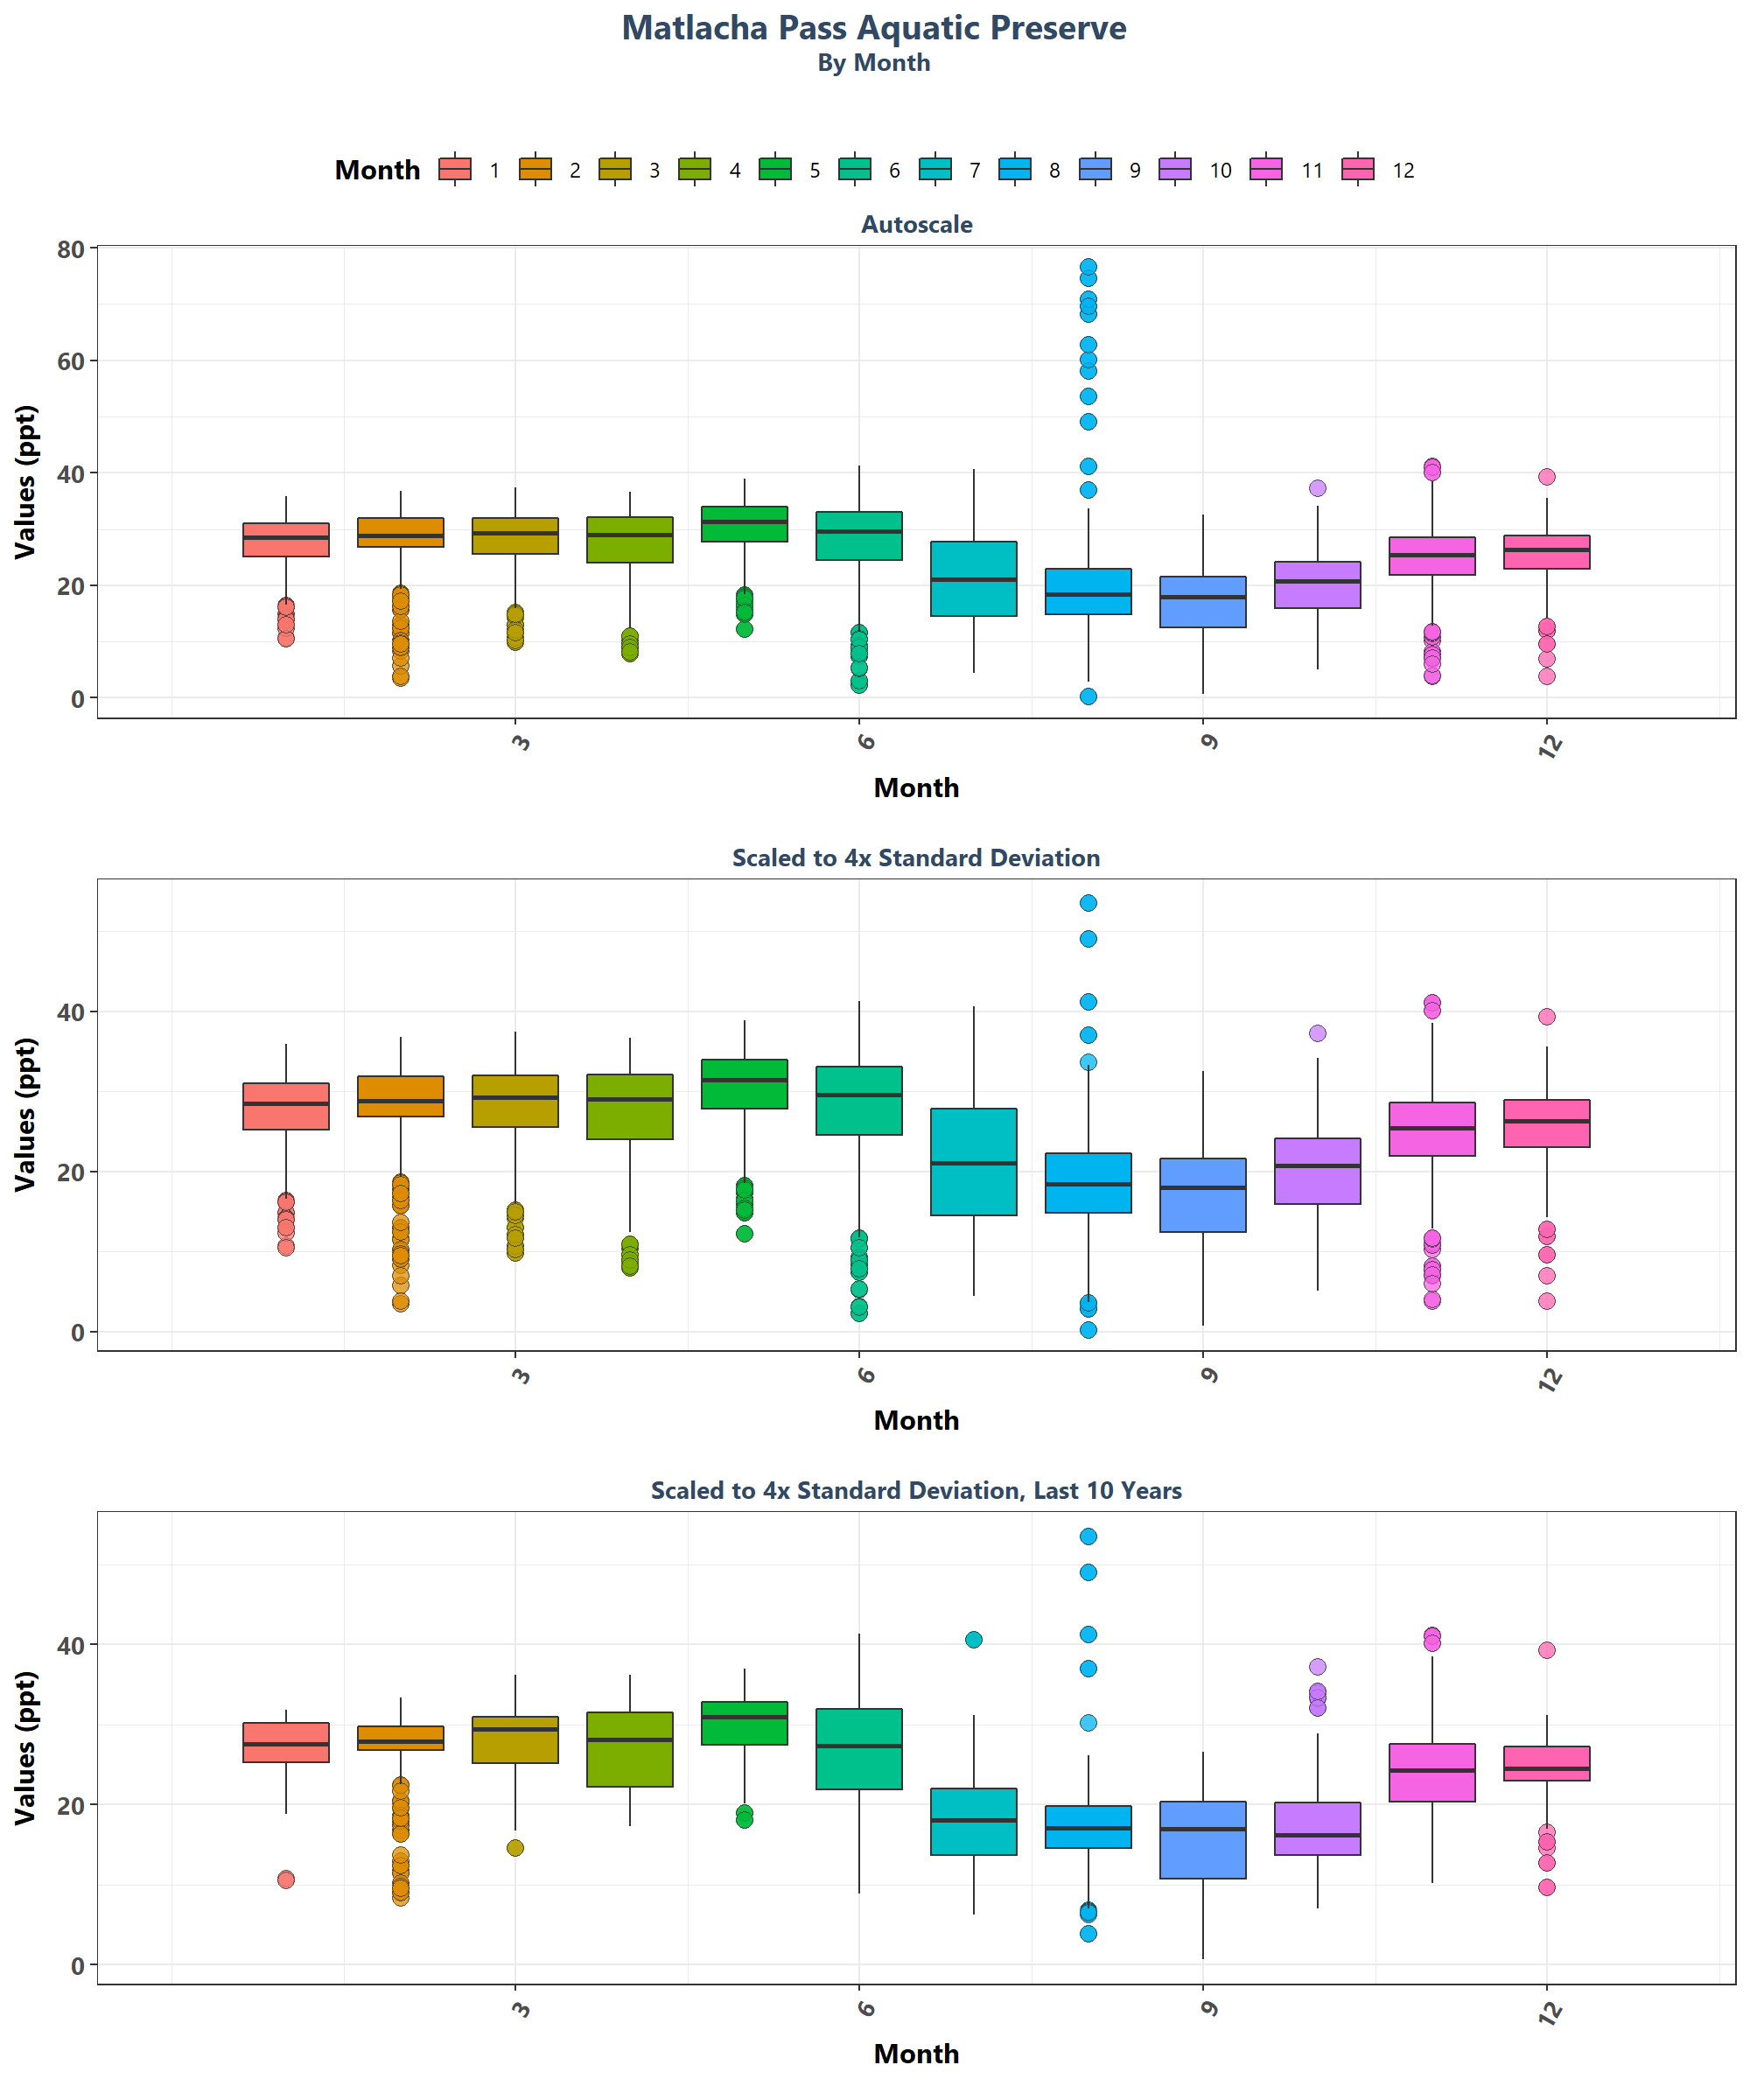 Matlacha Pass Aquatic Preserve
By Month
Month 1 2 3 4 5 6 7 8 9 10 11 12
Autoscale
Values (ppt)
80
60
40
20
0
3 6 9 12
Month
Scaled to 4x Standard Deviation
Values (ppt)
40
20
0
3 6 9 12
Month
Scaled to 4x Standard Deviation, Last 10 Years
Values (ppt)
40
20
0
3 6 9 12
Month